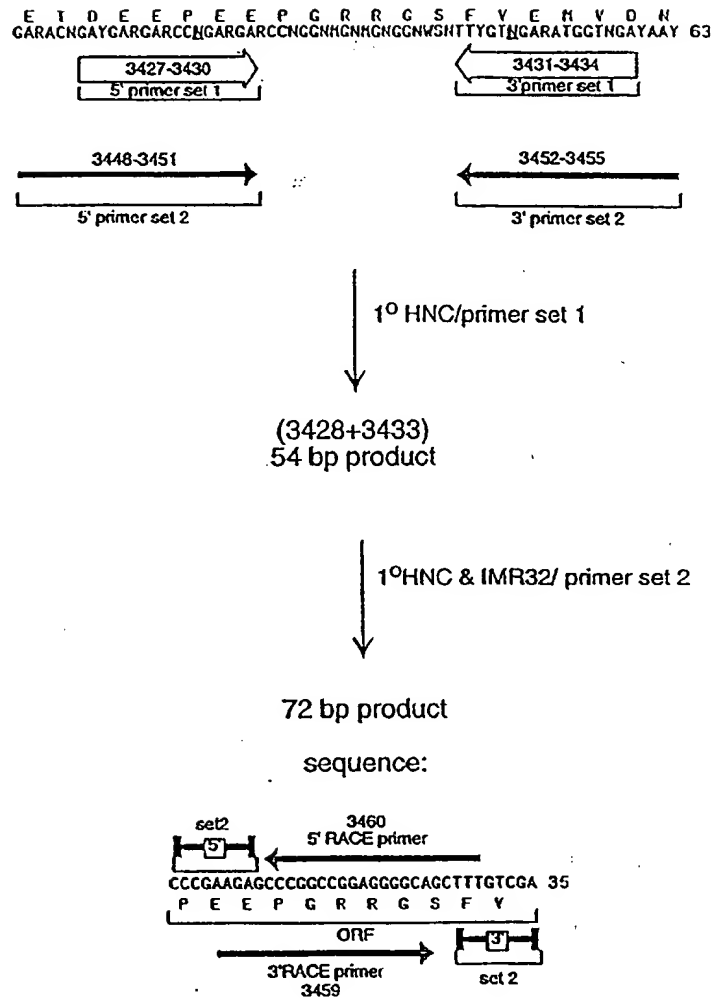 E T D E E P E E P G R R G S F V E M V D N
GARACNGAYGARGARCCNGARGARCCNGGNMGNMGNGGNWSNTTYGTNGARATGGTNGAYAAY 63
3427-3430
3431-3434
5' primer set 1
3' primer set 1
3448-3451
3452-3455
5' primer set 2
3' primer set 2
1° HNC/primer set 1
(3428+3433)
54 bp product
1°HNC & IMR32/ primer set 2
72 bp product
sequence:
set2
3460
5'
5' RACE primer
CCCGAAGAGCCCGGCCGGAGGGGCAGCTTTGTCGA 35
P E E P G R R G S F V
ORF
3'
3'RACE primer
set 2
3459